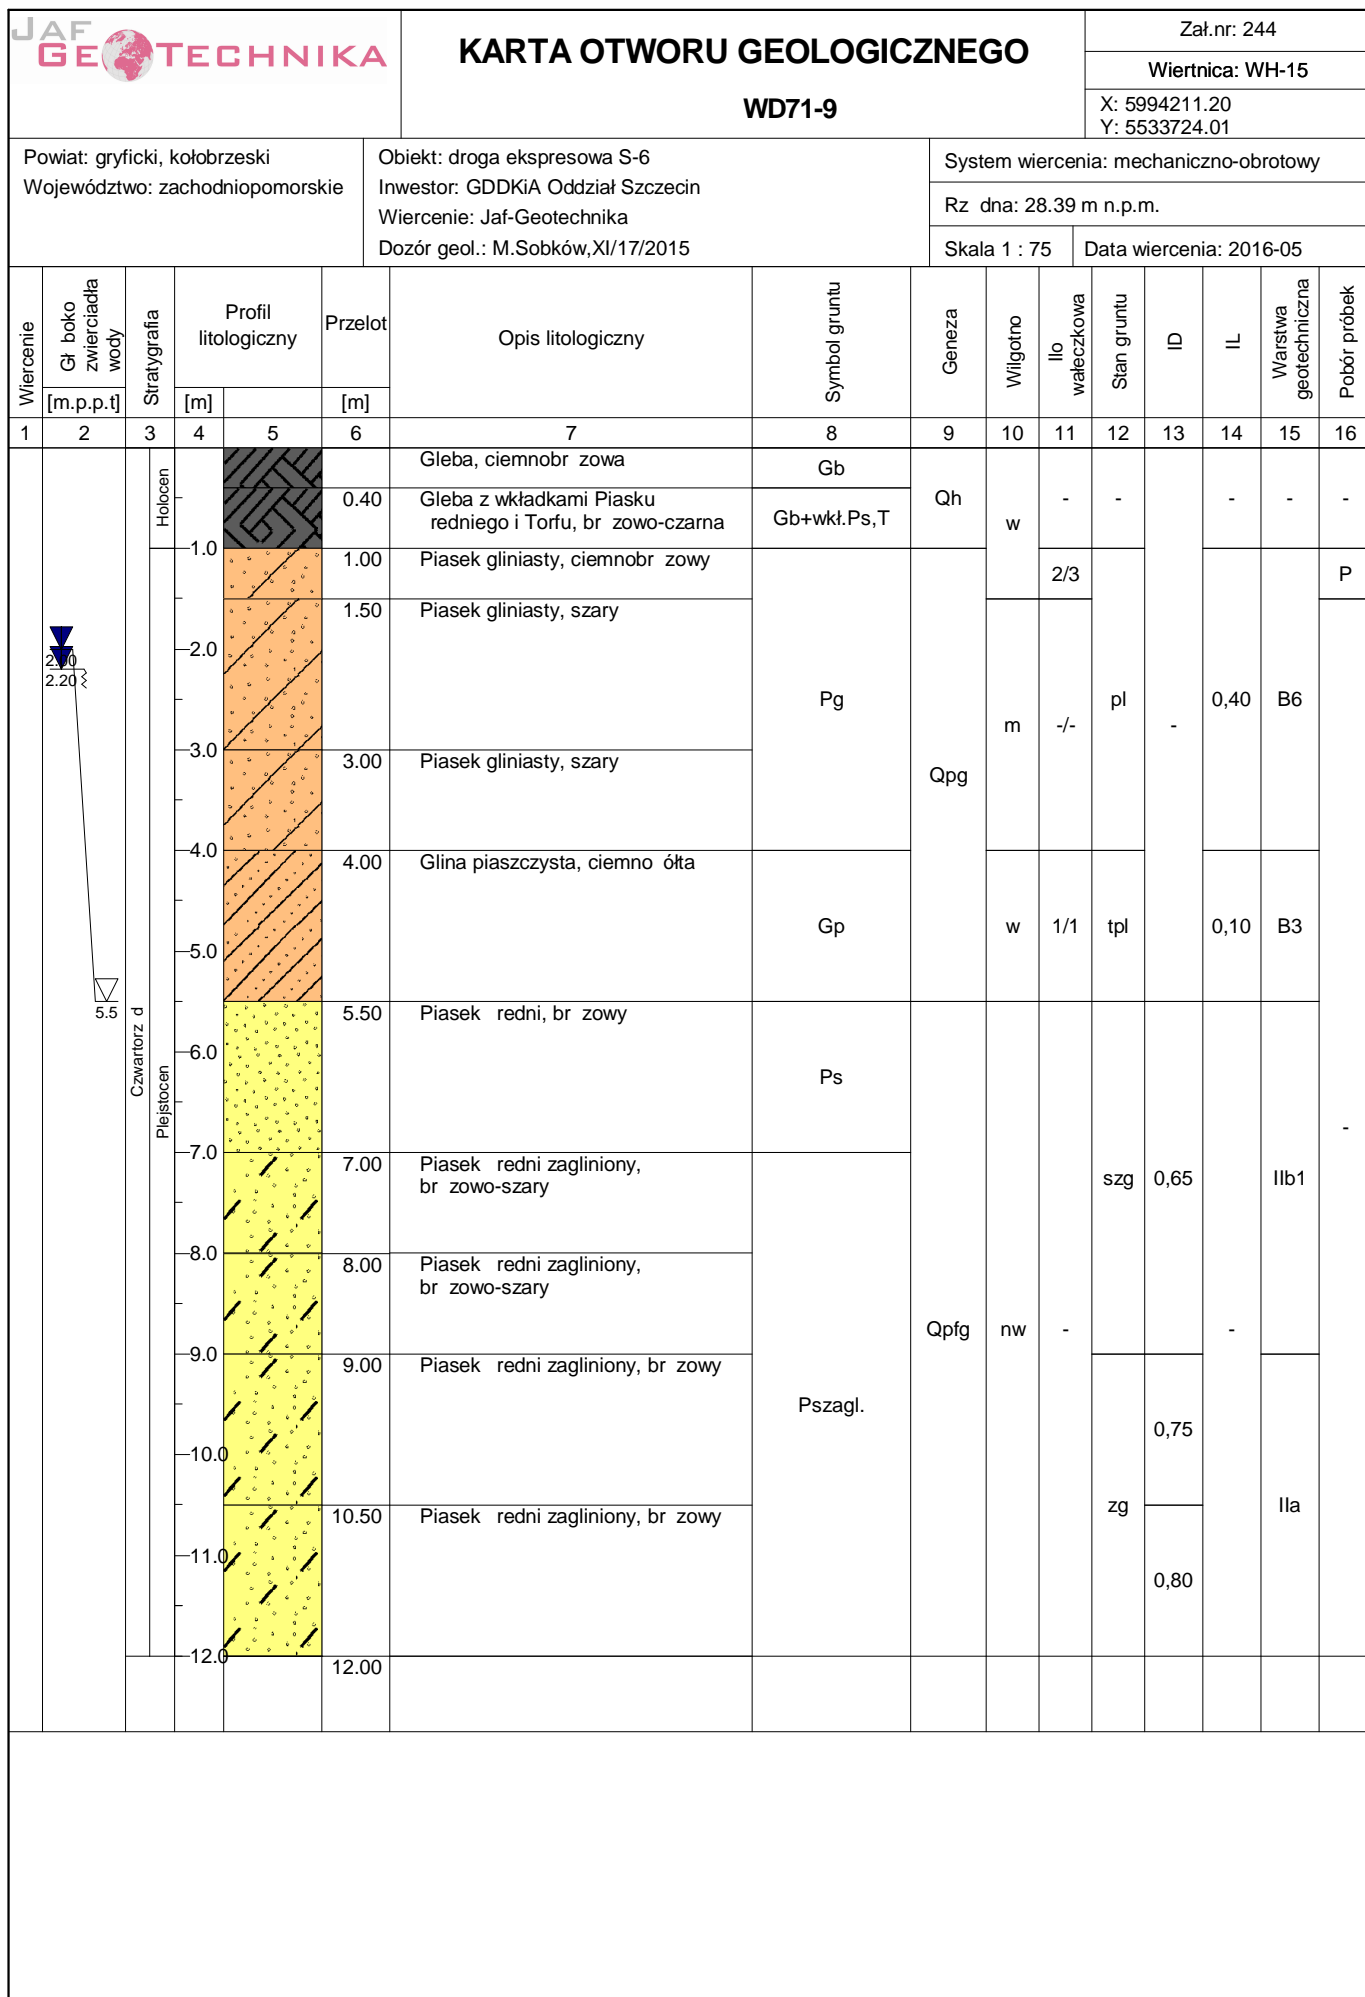 JAF
GEOTECHNIKA
KARTA OTWORU GEOLOGICZNEGO
WD71-9
Zał.nr: 244
Wiertnica: WH-15
X: 5994211.20
Y: 5533724.01
Powiat: gryficki, kołobrzeski
Województwo: zachodniopomorskie
Obiekt: droga ekspresowa S-6
Inwestor: GDDKiA Oddział Szczecin
Wiercenie: Jaf-Geotechnika
Dozór geol.: M.Sobków,XI/17/2015
System wiercenia: mechaniczno-obrotowy
Rz dna: 28.39 m n.p.m.
Skala 1 : 75
Data wiercenia: 2016-05
Wiercenie
Gł boko
zwierciadła
wody
[m.p.p.t]
Stratygrafia
Profil
litologiczny
[m]
Przelot
[m]
Opis litologiczny
Symbol gruntu
Geneza
Wilgotno
Ilo
wałeczkowa
Stan gruntu
ID
IL
Warstwa
geotechniczna
Pobór próbek
1 2 3 4 5 6 7 8 9 10 11 12 13 14 15 16
Holocen
Czwartorz d
Plejstocen
Gleba, ciemnobr zowa
Gb
0.40
Gleba z wkładkami Piasku
redniego i Torfu, br zowo-czarna
Gb+wkł.Ps,T
Qh
w
- - - - -
1.0
1.00
Piasek gliniasty, ciemnobr zowy
2/3
P
1.50
Piasek gliniasty, szary
2.0
2.00
2.20
Pg
m
-/-
pl
-
0,40
B6
3.0
3.00
Piasek gliniasty, szary
Qpg
4.0
4.00
Glina piaszczysta, ciemno ółta
Gp
w
1/1
tpl
0,10
B3
5.0
5.5
5.50
Piasek redni, br zowy
6.0
Ps
-
7.0
7.00
Piasek redni zagliniony,
br zowo-szary
szg
0,65
IIb1
8.0
8.00
Piasek redni zagliniony,
br zowo-szary
Qpfg
nw
-
-
9.0
9.00
Piasek redni zagliniony, br zowy
Pszagl.
0,75
10.0
10.50
Piasek redni zagliniony, br zowy
zg
IIa
11.0
0,80
12.0
12.00